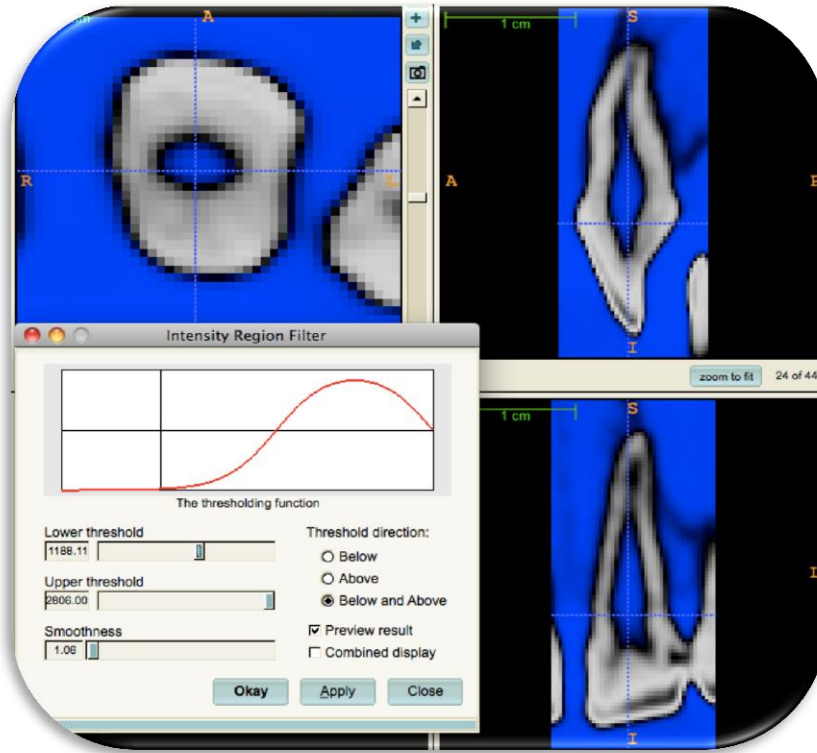 A
R
L
1 cm
S
A
P
I
zoom to fit
24 of 44
Intensity Region Filter
The thresholding function
Lower threshold
1188.11
Upper threshold
2806.00
Smoothness
1.06
Threshold direction:
Below
Above
Below and Above
Preview result
Combined display
Okay
Apply
Close
1 cm
S
I
I